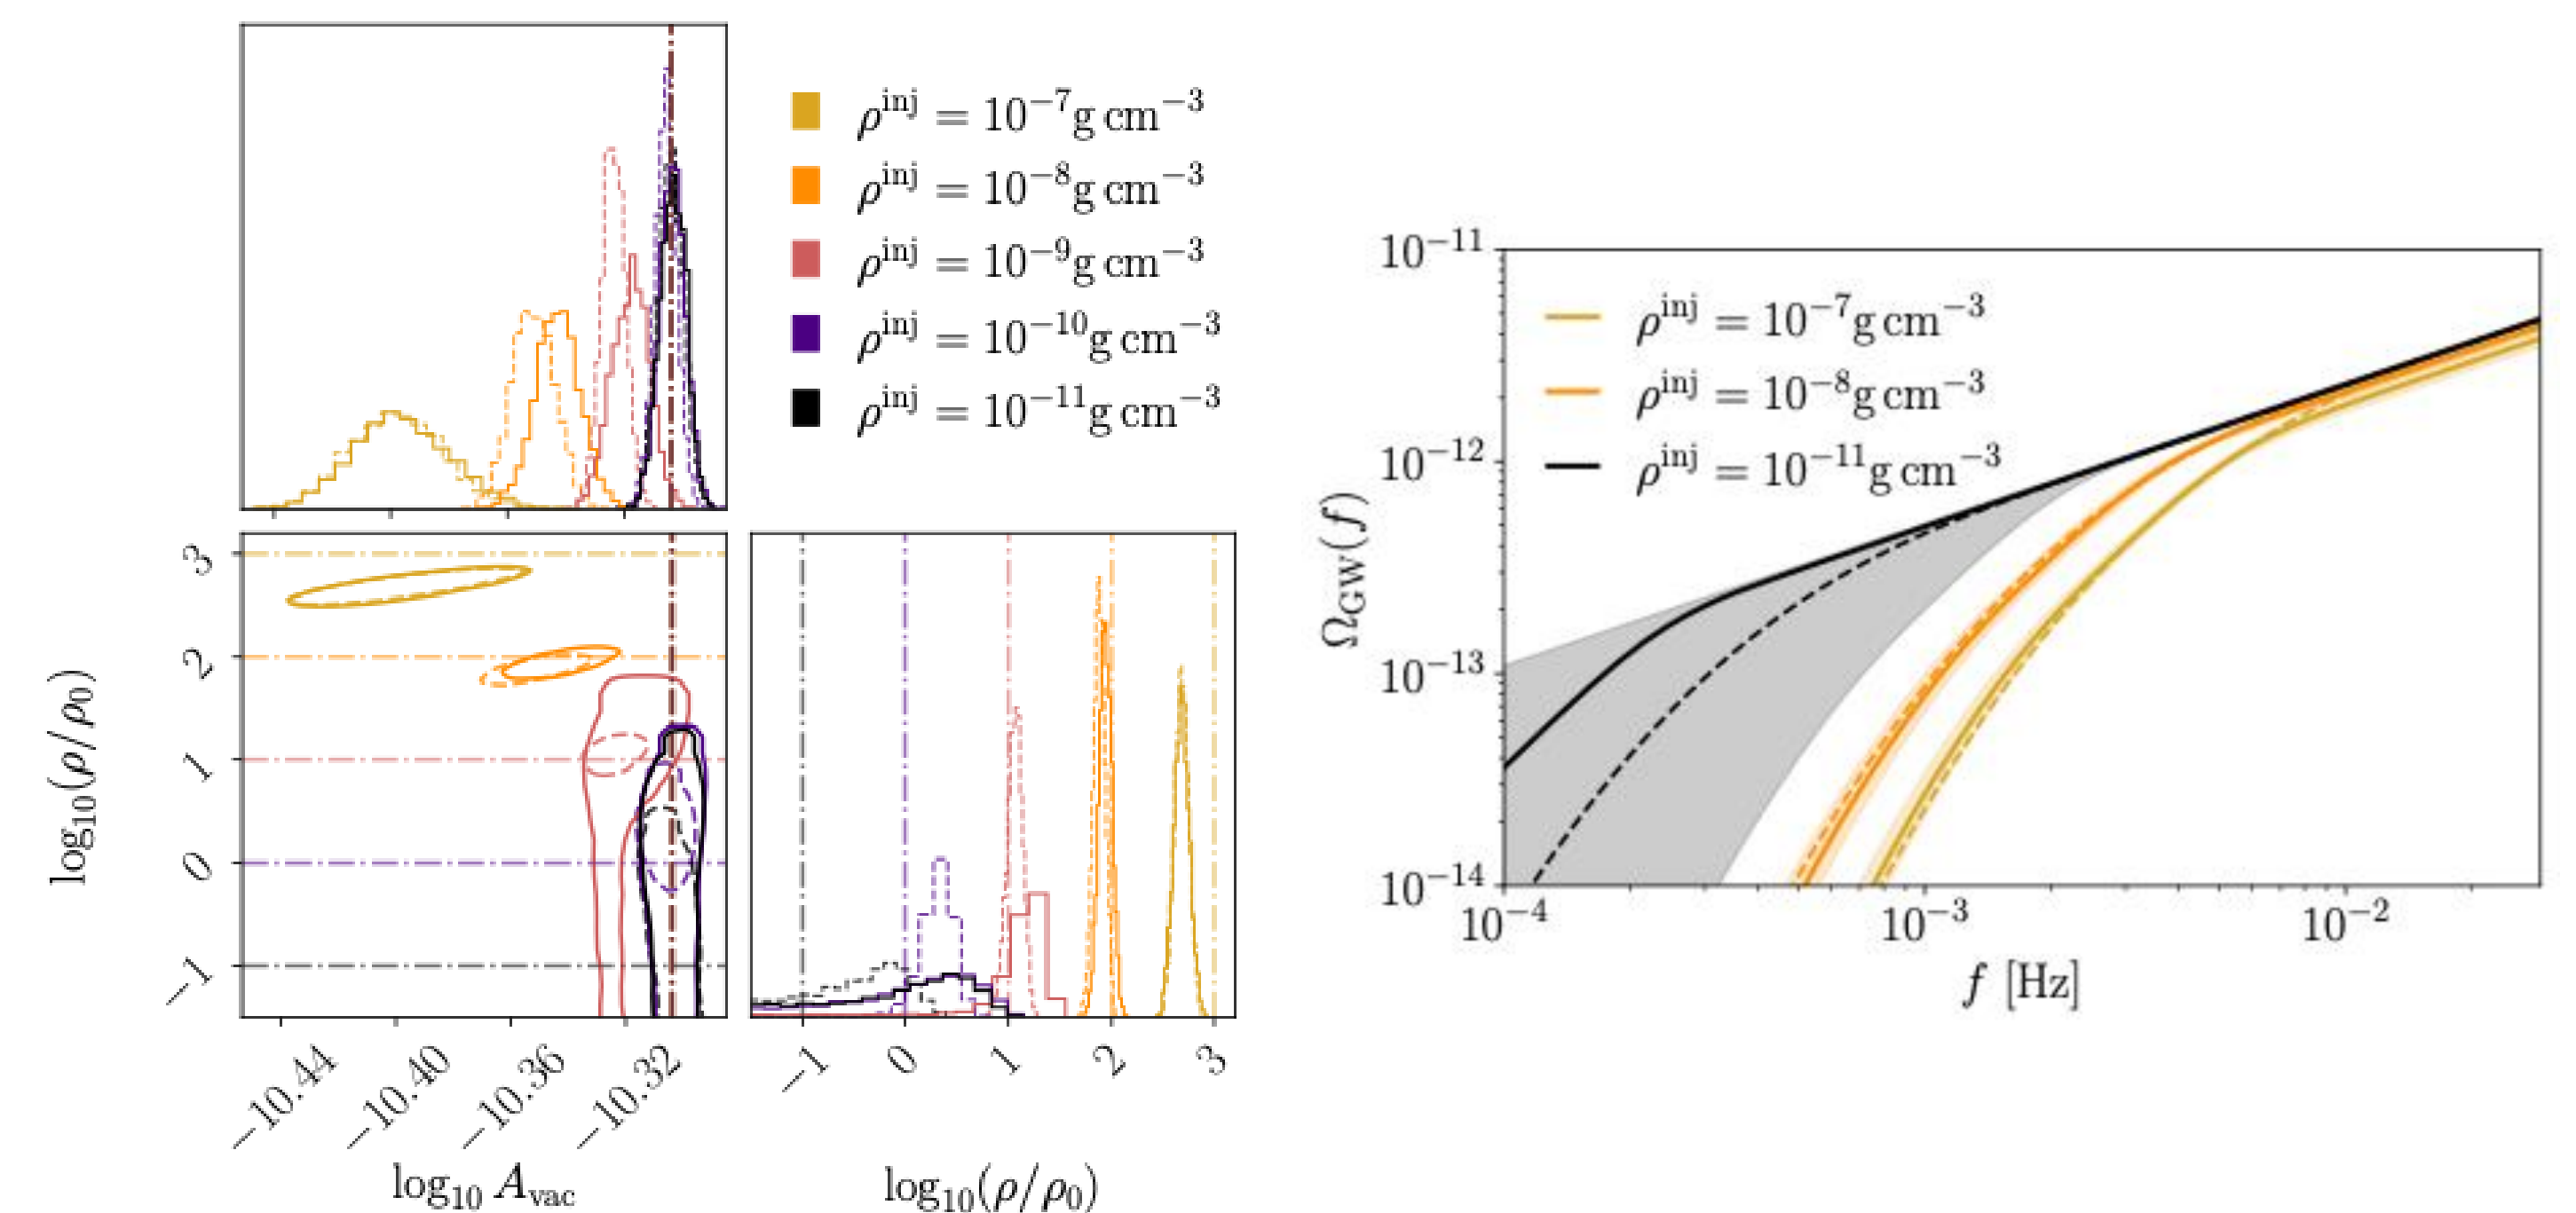 ρ^inj = 10^−7 g cm^−3
ρ^inj = 10^−8 g cm^−3
ρ^inj = 10^−9 g cm^−3
ρ^inj = 10^−10 g cm^−3
ρ^inj = 10^−11 g cm^−3
3
2
1
0
−1
log10(ρ/ρ0)
−10.44
−10.40
−10.36
−10.32
log10 Avac
−1
0
1
2
3
log10(ρ/ρ0)
10^−11
10^−12
10^−13
10^−14
ΩGW(f)
ρ^inj = 10^−7 g cm^−3
ρ^inj = 10^−8 g cm^−3
ρ^inj = 10^−11 g cm^−3
10^−4
10^−3
10^−2
f [Hz]